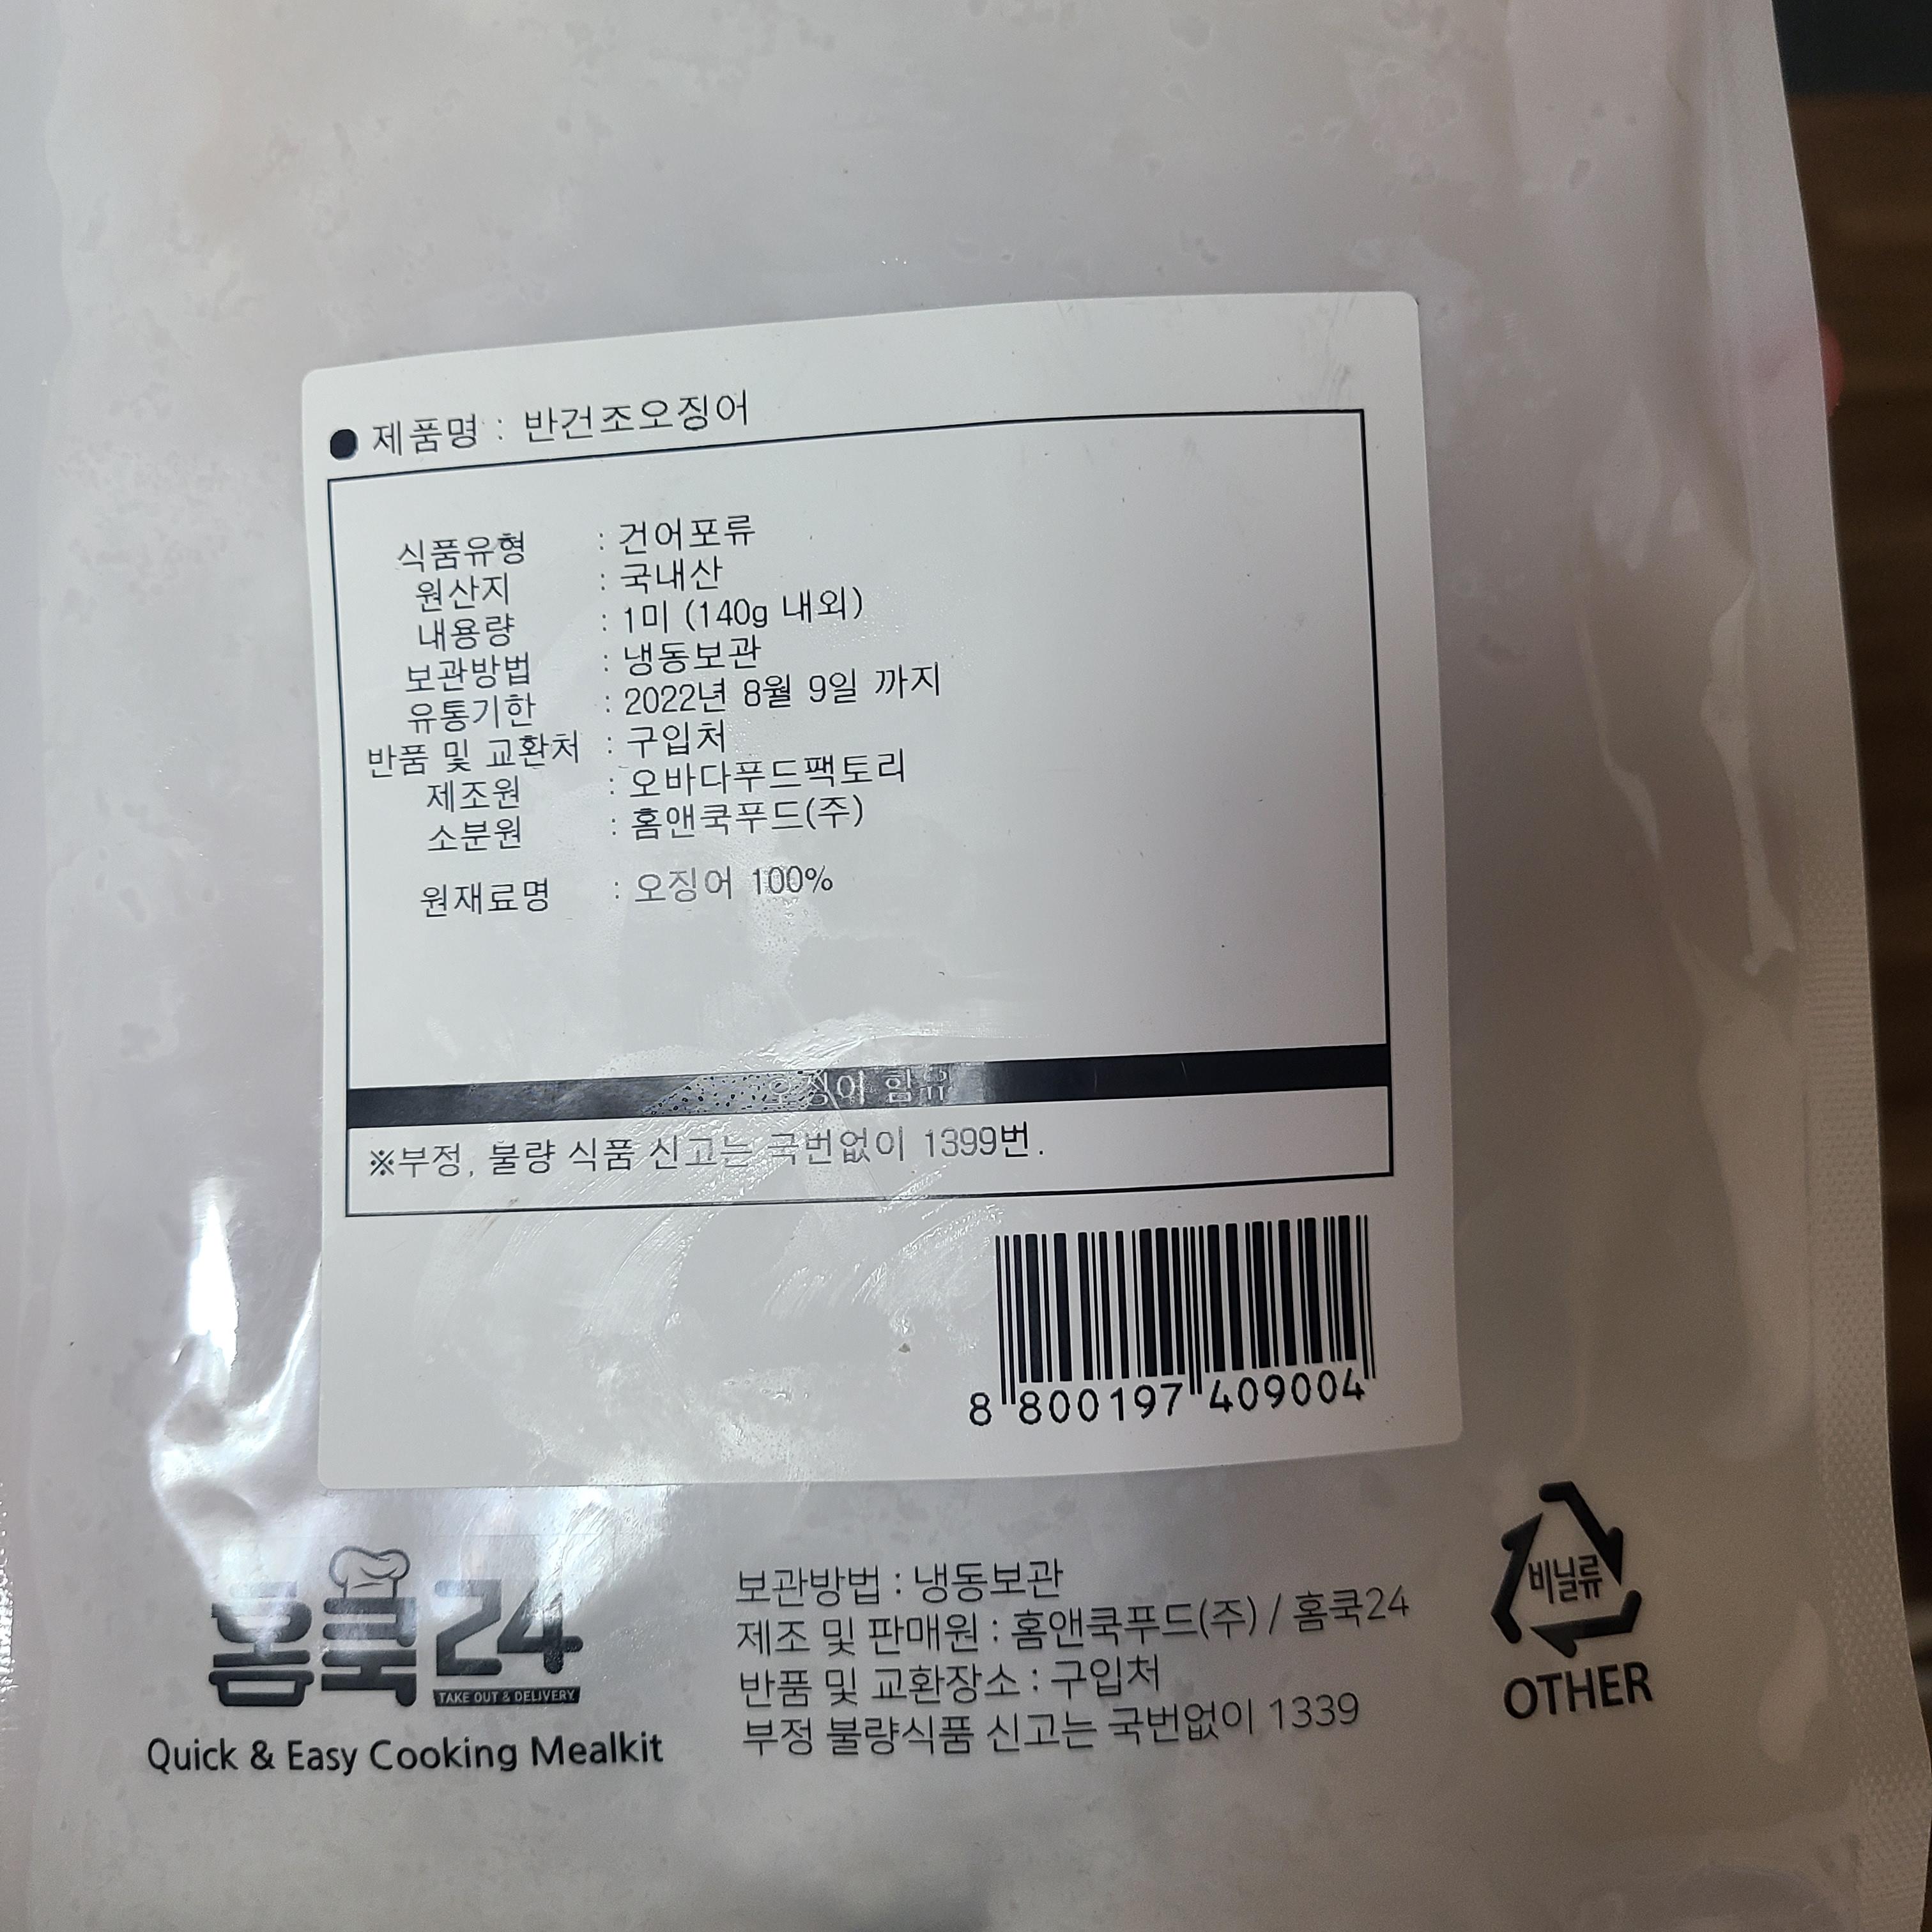 ● 제품명 : 반건조오징어
식품유형 : 건어포류
원산지 : 국내산
내용량 : 1미 (140g 내외)
보관방법 : 냉동보관
유통기한 : 2022년 8월 9일 까지
반품 및 교환처 : 구입처
제조원 : 오바다푸드팩토리
소분원 : 홈앤쿡푸드(주)
원재료명 : 오징어 100%
오징어 함유
※부정, 불량 식품 신고는 국번없이 1399번.
8 800197 409004
홈쿡24
TAKE OUT & DELIVERY
Quick & Easy Cooking Mealkit
보관방법 : 냉동보관
제조 및 판매원 : 홈앤쿡푸드(주) / 홈쿡24
반품 및 교환장소 : 구입처
부정 불량식품 신고는 국번없이 1339
비닐류
OTHER